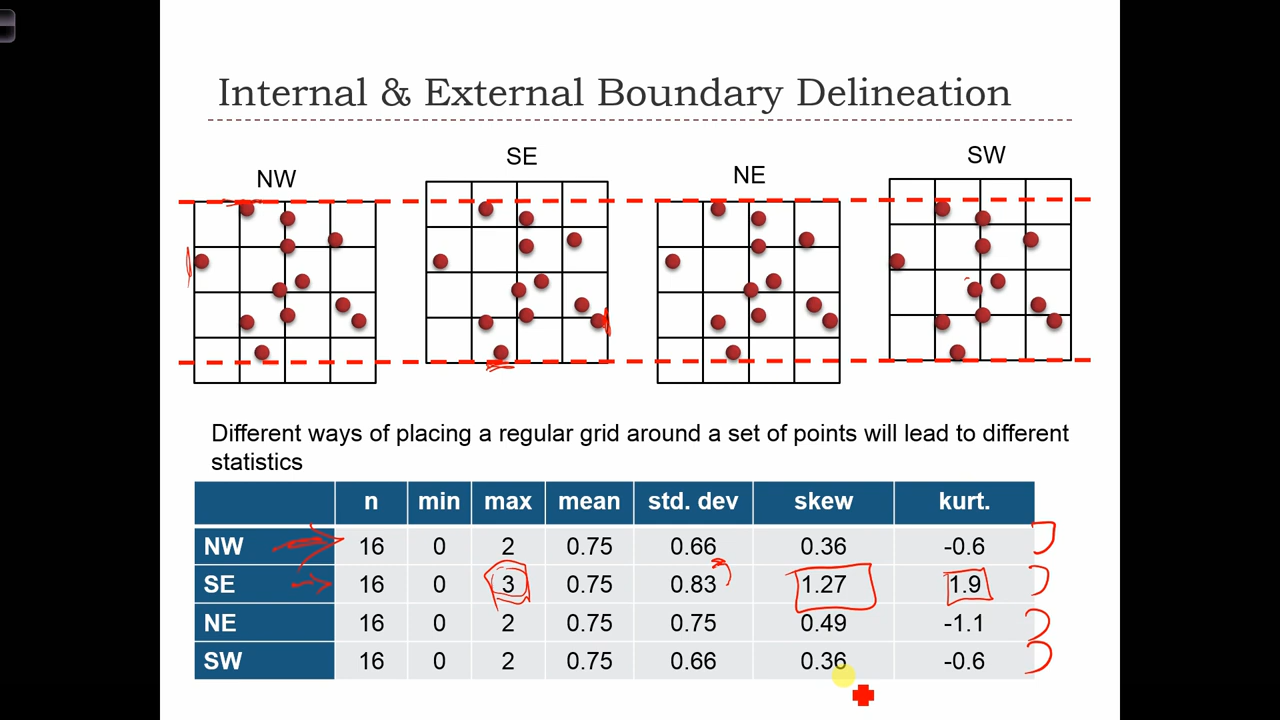 Internal & External Boundary Delineation
NW
SE
NE
SW
Different ways of placing a regular grid around a set of points will lead to different
statistics
n min max mean std. dev skew kurt.
NW 16 0 2 0.75 0.66 0.36 -0.6
SE 16 0 3 0.75 0.83 1.27 1.9
NE 16 0 2 0.75 0.75 0.49 -1.1
SW 16 0 2 0.75 0.66 0.36 -0.6